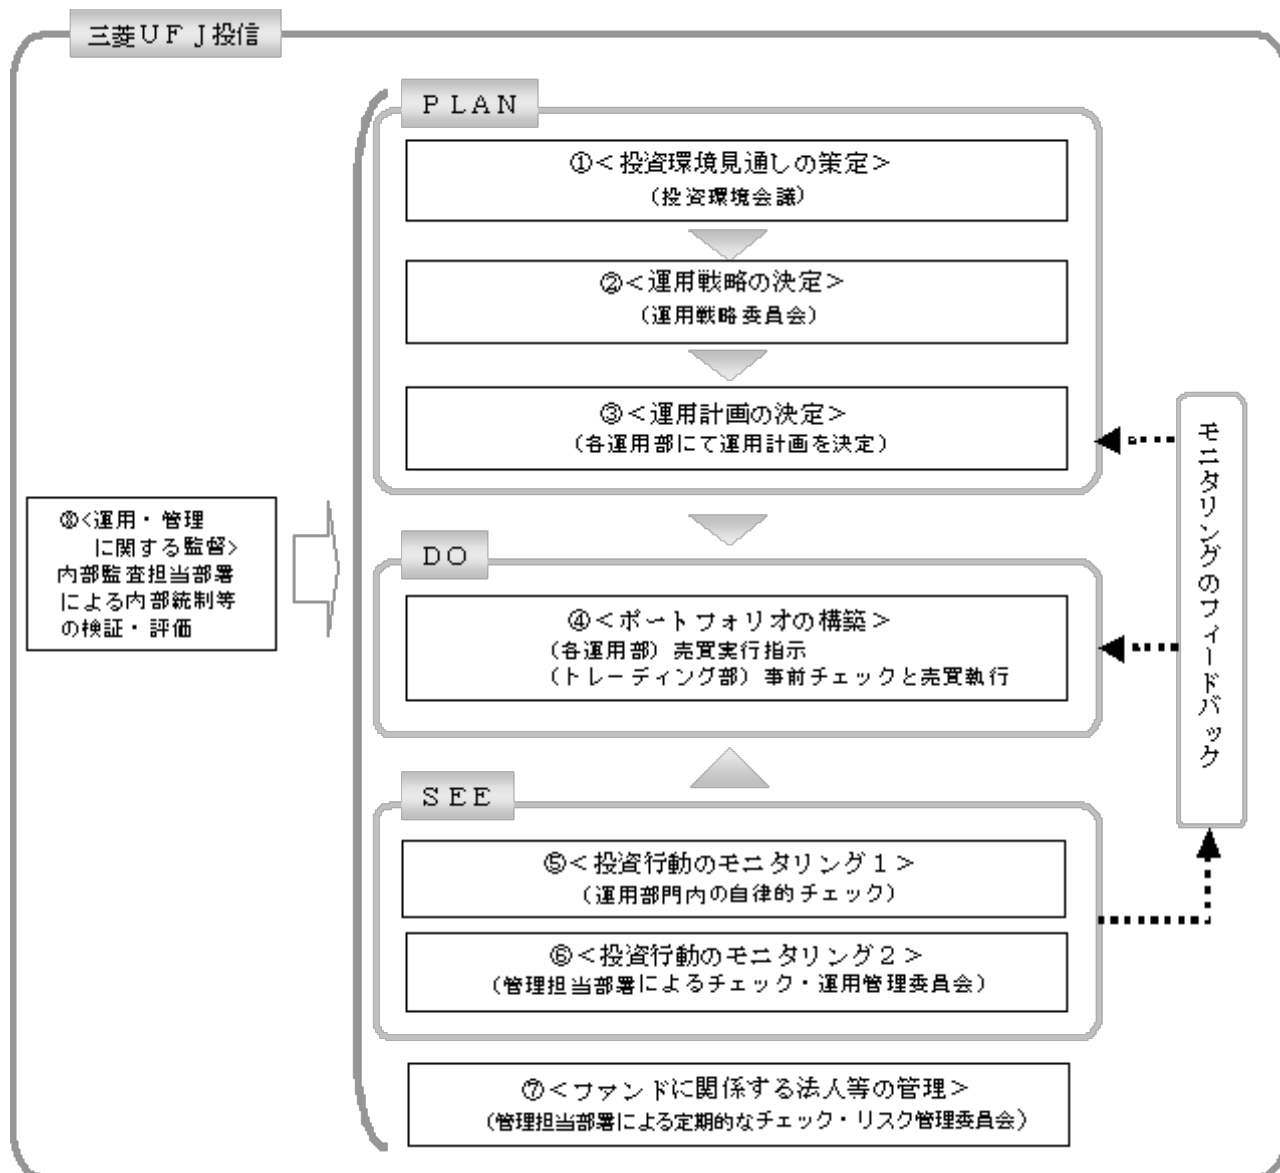 三菱UFJ投信
PLAN
①＜投資環境見通しの策定＞
（投資環境会議）
②＜運用戦略の決定＞
（運用戦略委員会）
③＜運用計画の決定＞
（各運用部にて運用計画を決定）
⑧＜運用・管理
に関する監督＞
内部監査担当部署
による内部統制等
の検証・評価
DO
④＜ポートフォリオの構築＞
（各運用部）売買実行指示
（トレーディング部）事前チェックと売買執行
モニタリングのフィードバック
SEE
⑤＜投資行動のモニタリング１＞
（運用部門内の自律的チェック）
⑥＜投資行動のモニタリング２＞
（管理担当部署によるチェック・運用管理委員会）
⑦＜ファンドに関係する法人等の管理＞
（管理担当部署による定期的なチェック・リスク管理委員会）